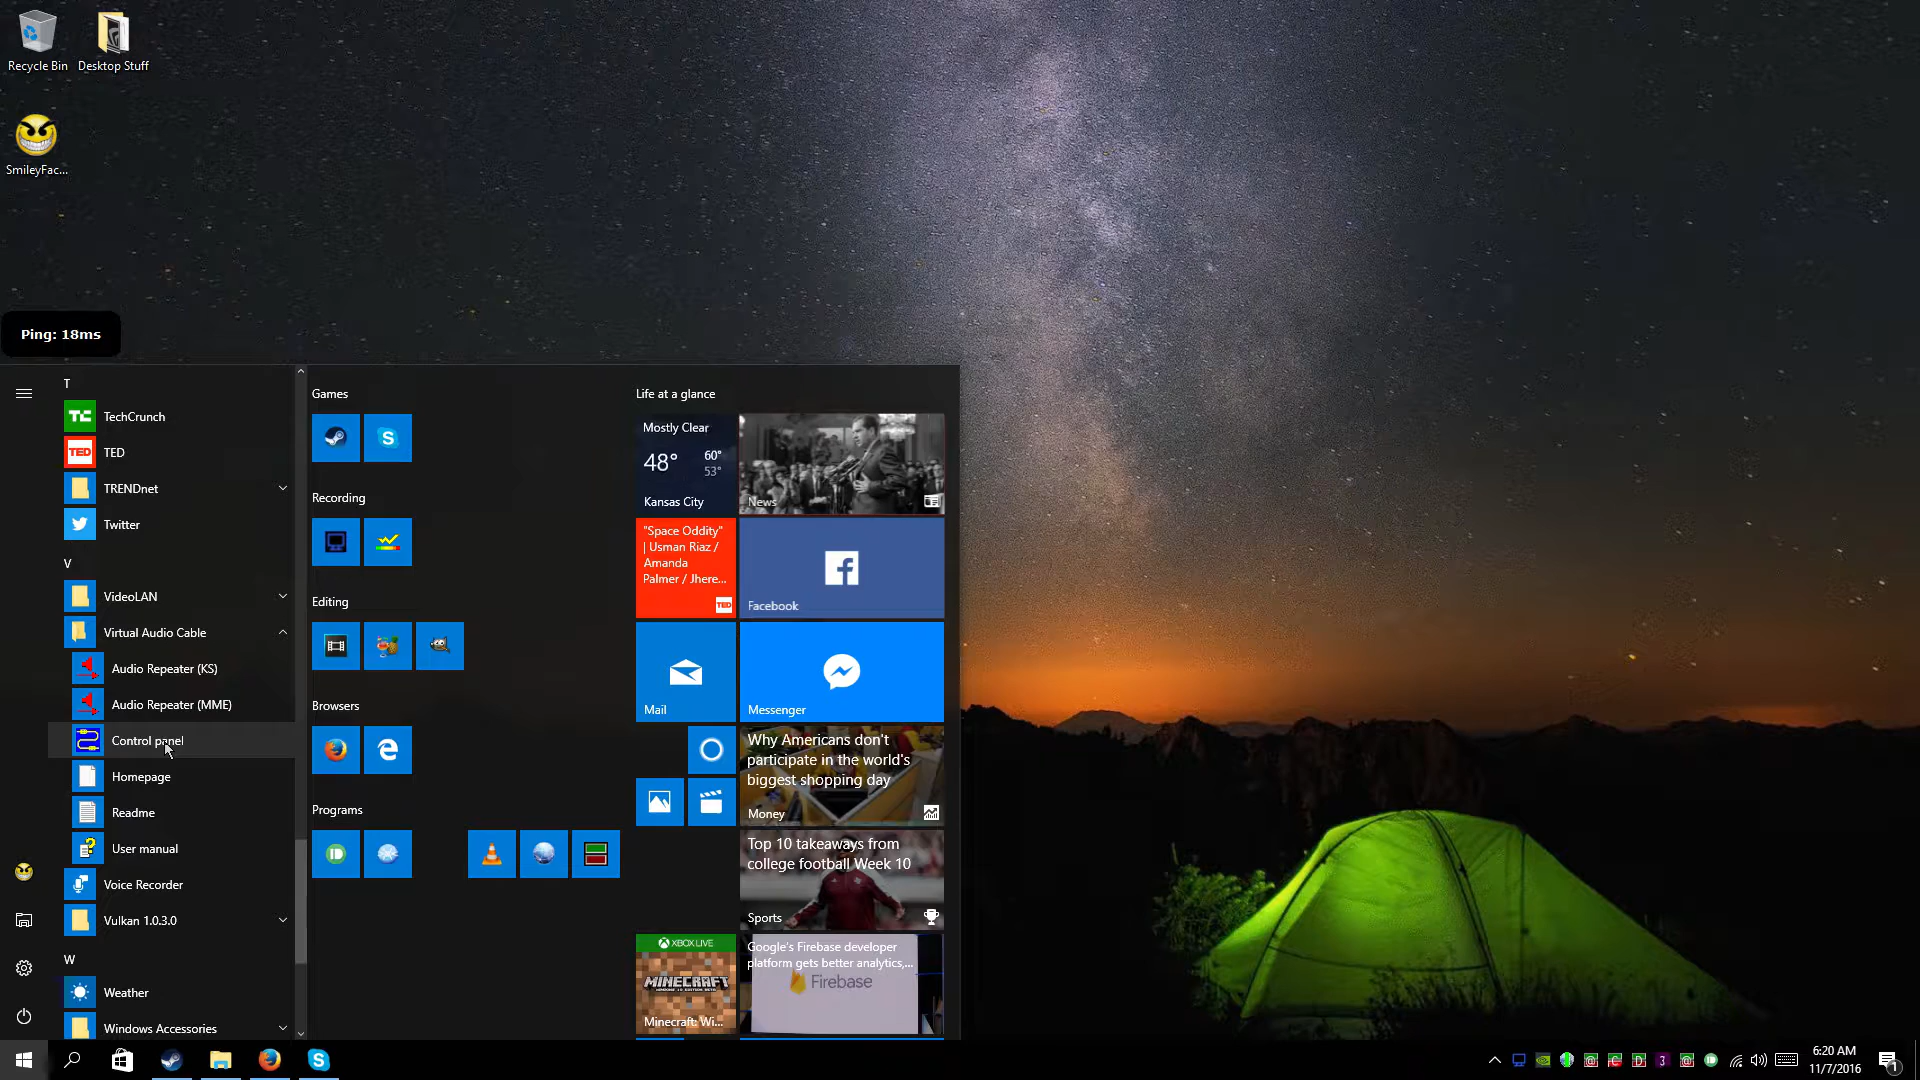 Recycle Bin
Desktop Stuff
SmileyFac...
Ping: 18ms
T
TechCrunch
TED
TRENDnet
Twitter
V
VideoLAN
Virtual Audio Cable
Audio Repeater (KS)
Audio Repeater (MME)
Control panel
Homepage
Readme
User manual
Voice Recorder
Vulkan 1.0.3.0
W
Weather
Windows Accessories
Games
Recording
Editing
Browsers
Programs
Life at a glance
Mostly Clear
48° 60°
53°
Kansas City
News
"Space Oddity"
| Usman Riaz /
Amanda
Palmer / Jhere...
TED
Facebook
Mail
Messenger
Why Americans don't
participate in the world's
biggest shopping day
Money
Top 10 takeaways from
college football Week 10
Sports
XBOX LIVE
MINECRAFT
Minecraft: Wi...
Google's Firebase developer
platform gets better analytics,...
Firebase
6:20 AM
11/7/2016
1